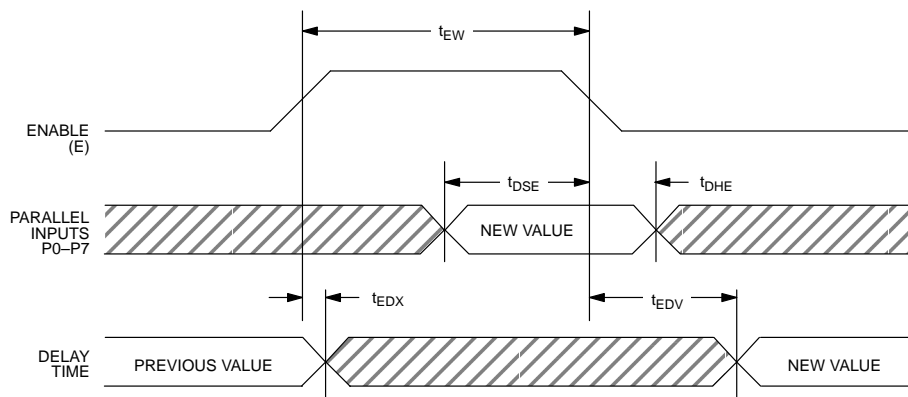 tEW
ENABLE
(E)
tDSE
tDHE
PARALLEL
INPUTS
P0–P7
NEW VALUE
tEDX
tEDV
DELAY
TIME
PREVIOUS VALUE
NEW VALUE